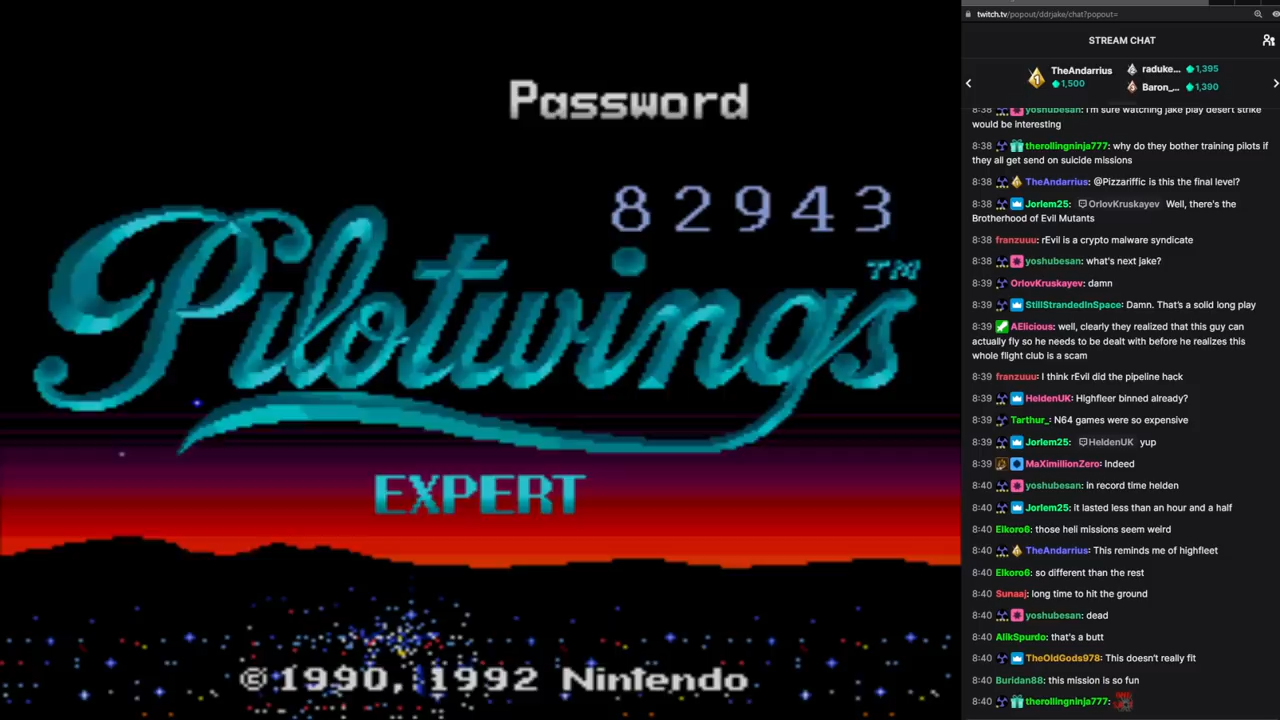 Password
82943
Pilotwings™
EXPERT
©1990, 1992 Nintendo
twitch.tv/popout/ddrjake/chat?popout=
STREAM CHAT
TheAndarrius
1,500
raduke... 1,395
Baron_... 1,390
8:38 yoshubesan: I'm sure watching jake play desert strike
would be interesting
8:38 therollingninja777: why do they bother training pilots if
they all get send on suicide missions
8:38 TheAndarrius: @Pizzariffic is this the final level?
8:38 Jorlem25: OrlovKruskayev Well, there's the
Brotherhood of Evil Mutants
8:38 franzuuu: rEvil is a crypto malware syndicate
8:38 yoshubesan: what's next jake?
8:39 OrlovKruskayev: damn
8:39 StillStrandedInSpace: Damn. That's a solid long play
8:39 AElicious: well, clearly they realized that this guy can
actually fly so he needs to be dealt with before he realizes this
whole flight club is a scam
8:39 franzuuu: I think rEvil did the pipeline hack
8:39 HeldenUK: Highfleer binned already?
8:39 Tarthur_: N64 games were so expensive
8:39 Jorlem25: HeldenUK yup
8:39 MaXimillionZero: Indeed
8:40 yoshubesan: in record time helden
8:40 Jorlem25: it lasted less than an hour and a half
8:40 Elkoro6: those heli missions seem weird
8:40 TheAndarrius: This reminds me of highfleet
8:40 Elkoro6: so different than the rest
8:40 Sunaaj: long time to hit the ground
8:40 yoshubesan: dead
8:40 AlikSpurdo: that's a butt
8:40 TheOldGods978: This doesn't really fit
8:40 Buridan88: this mission is so fun
8:40 therollingninja777: